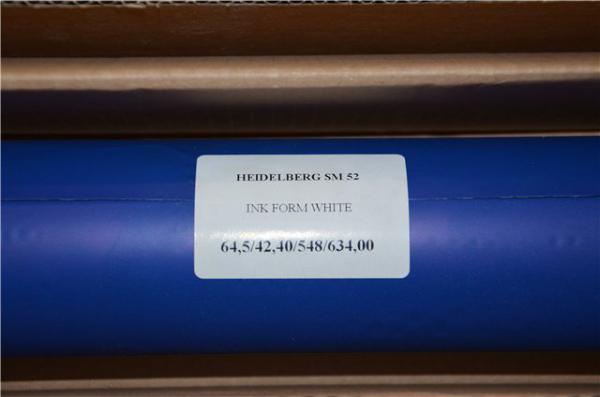 HEIDELBERG SM 52
INK FORM WHITE
64,5/42,40/548/634,00